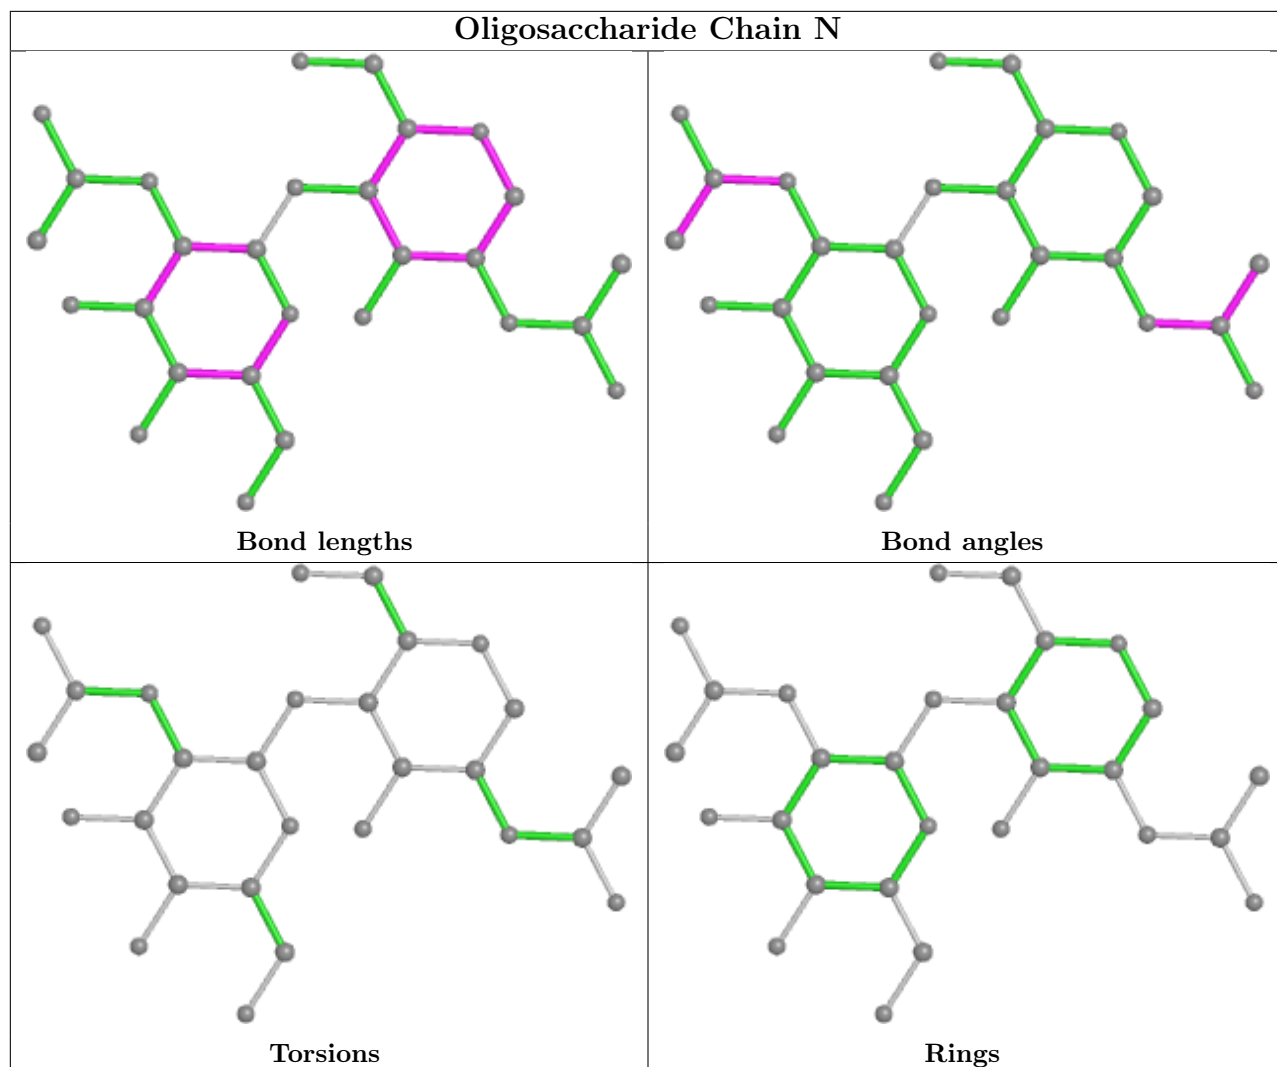 Oligosaccharide Chain N
Bond lengths
Bond angles
Torsions
Rings